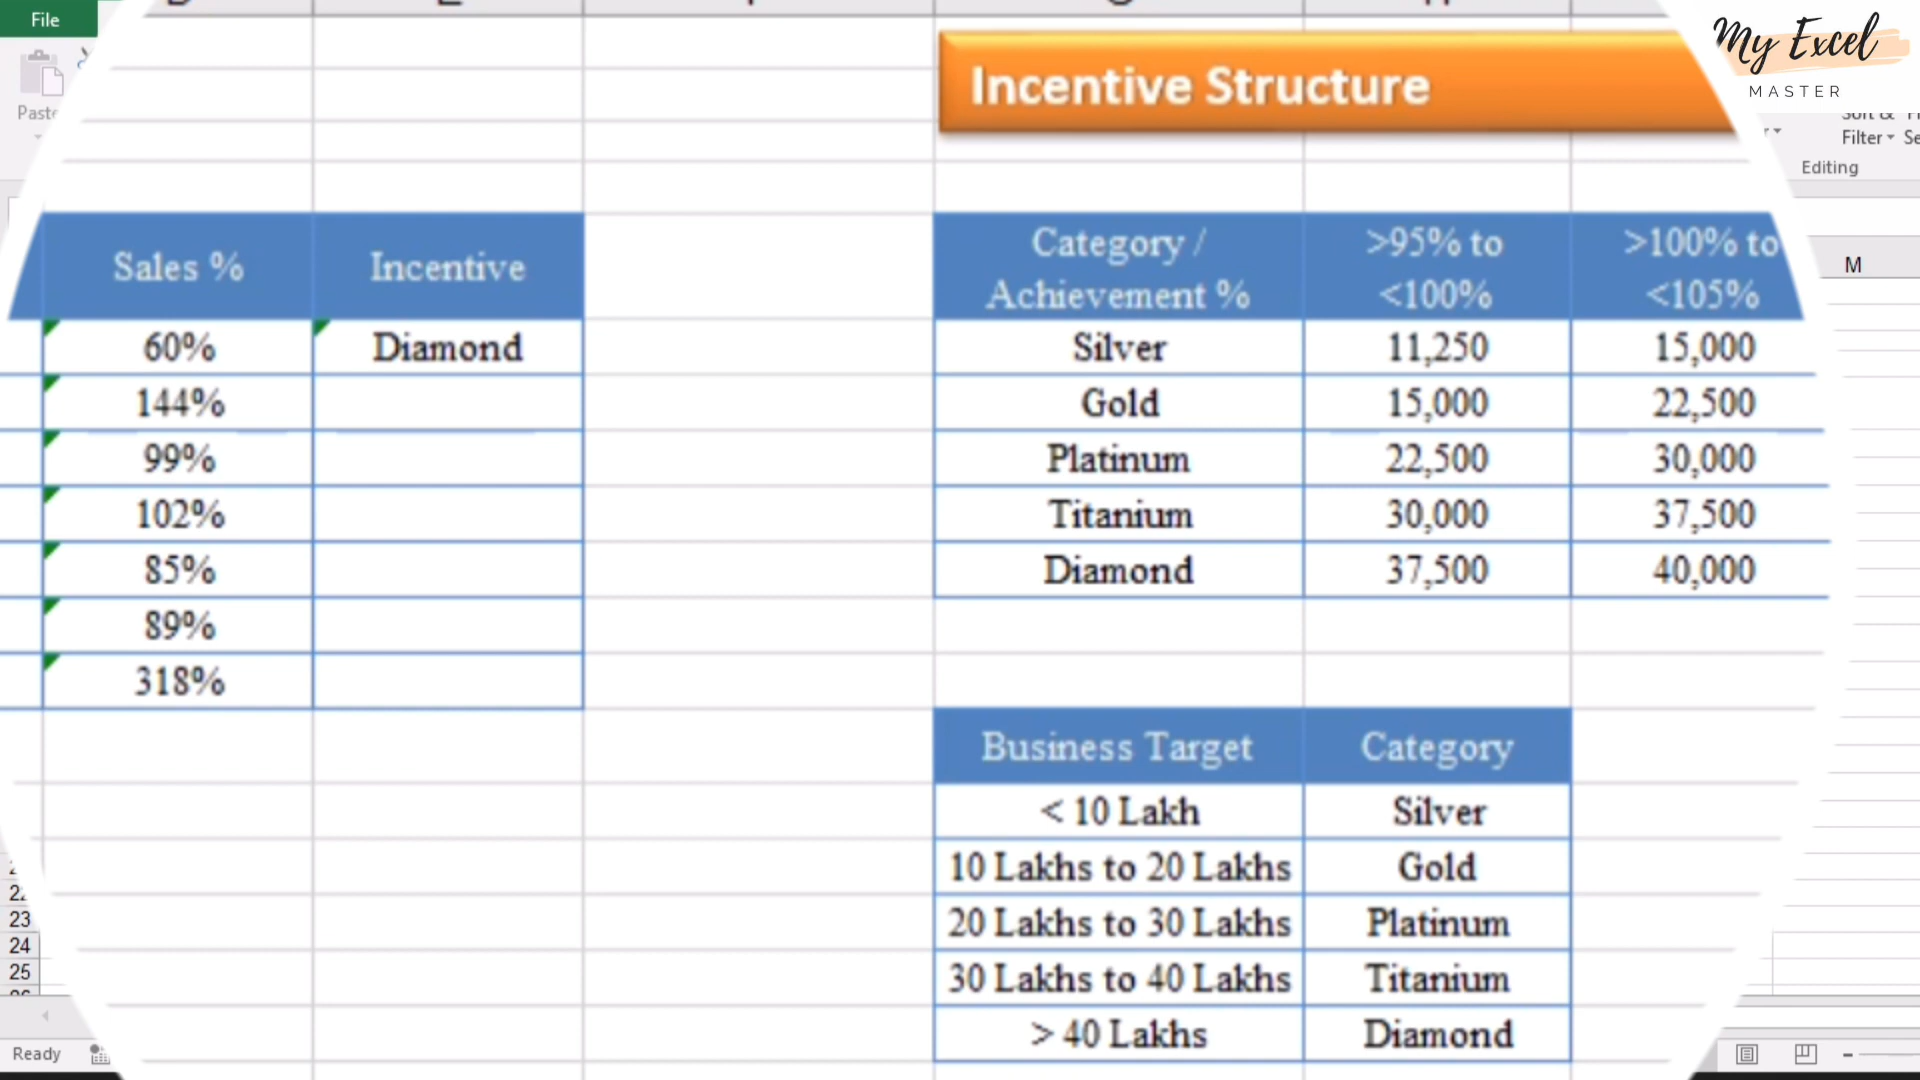 File
My Excel
MASTER
Incentive Structure
Filter
Editing
M
Sales % Incentive
60% Diamond
144%
99%
102%
85%
89%
318%
Category / >95% to >100% to
Achievement % <100% <105%
Silver 11,250 15,000
Gold 15,000 22,500
Platinum 22,500 30,000
Titanium 30,000 37,500
Diamond 37,500 40,000
Business Target Category
< 10 Lakh Silver
10 Lakhs to 20 Lakhs Gold
20 Lakhs to 30 Lakhs Platinum
30 Lakhs to 40 Lakhs Titanium
> 40 Lakhs Diamond
23
24
25
Ready